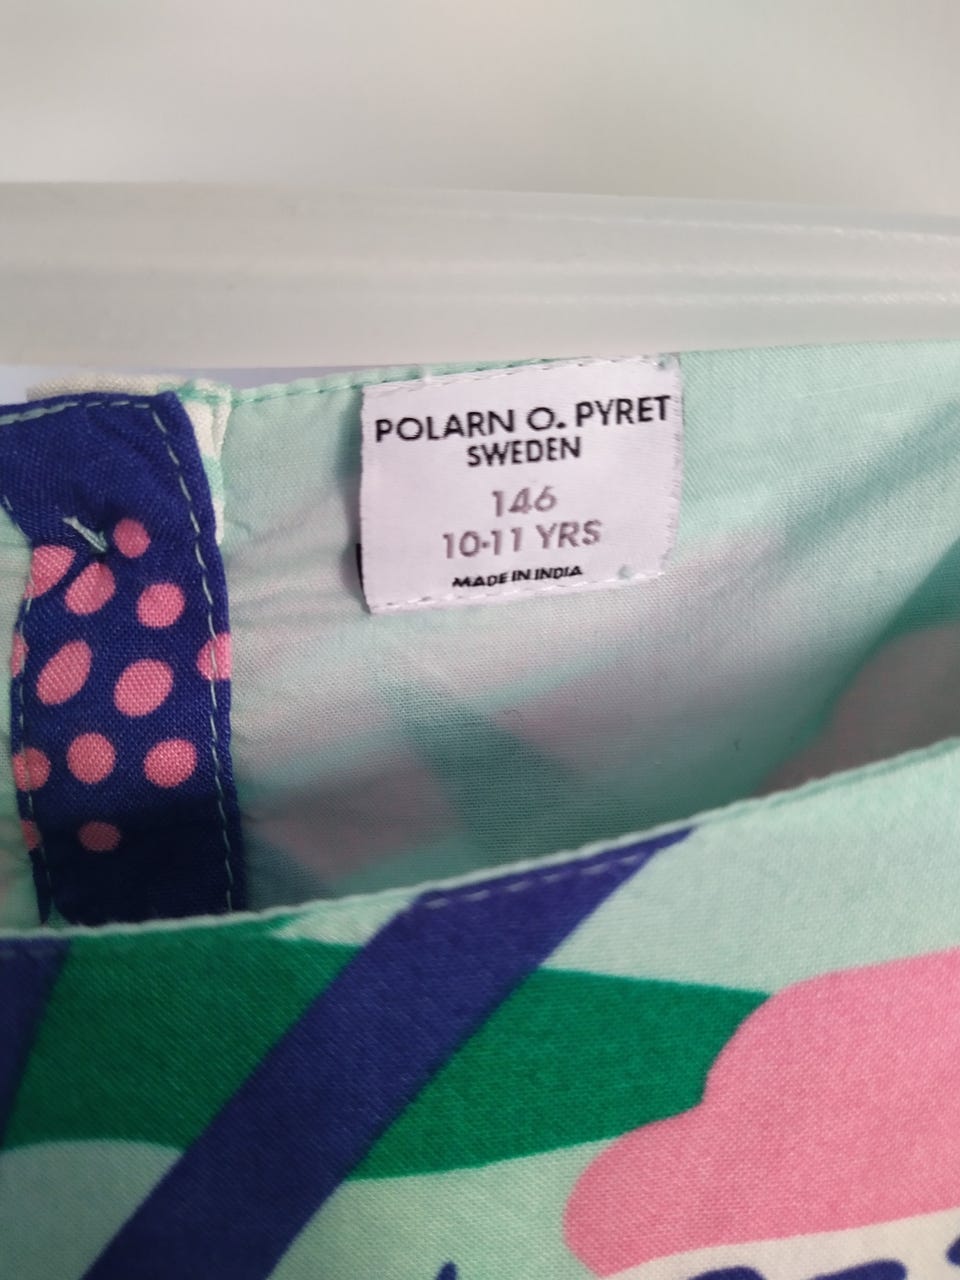 POLARN O. PYRET
SWEDEN
146
10-11 YRS
MADE IN INDIA